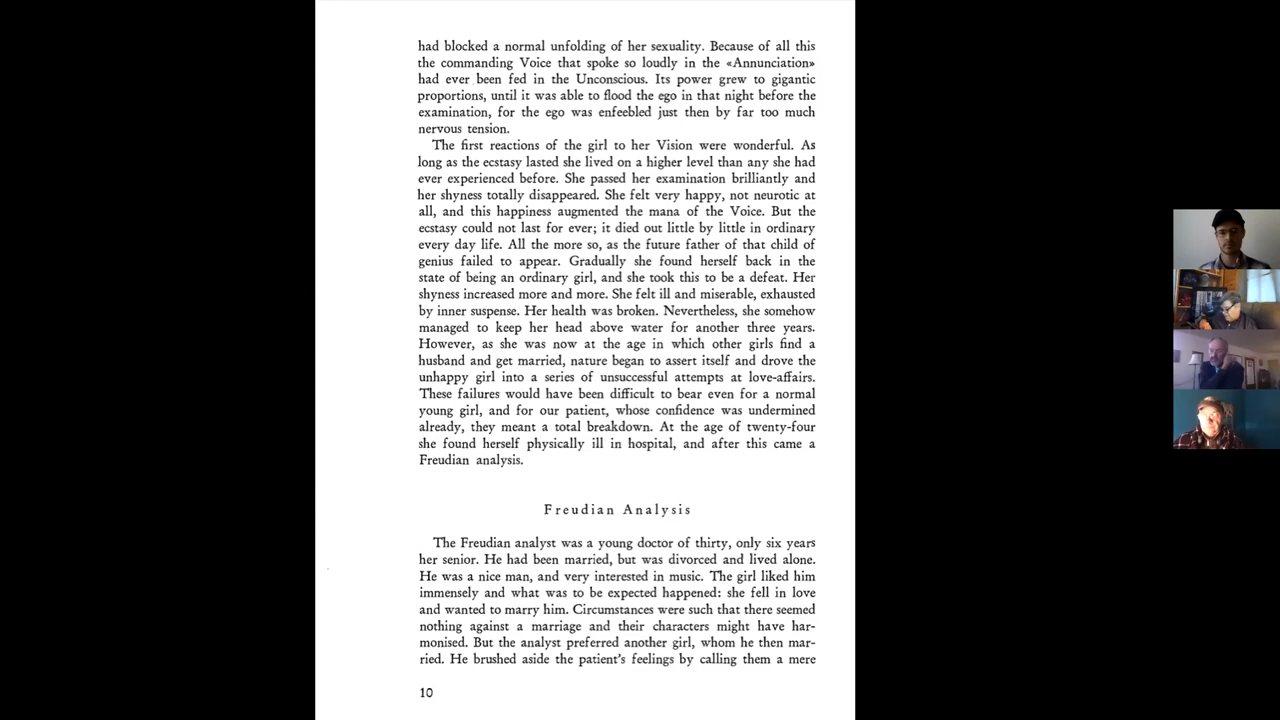 had blocked a normal unfolding of her sexuality. Because of all this
the commanding Voice that spoke so loudly in the «Annunciation»
had ever been fed in the Unconscious. Its power grew to gigantic
proportions, until it was able to flood the ego in that night before the
examination, for the ego was enfeebled just then by far too much
nervous tension.
The first reactions of the girl to her Vision were wonderful. As
long as the ecstasy lasted she lived on a higher level than any she had
ever experienced before. She passed her examination brilliantly and
her shyness totally disappeared. She felt very happy, not neurotic at
all, and this happiness augmented the mana of the Voice. But the
ecstasy could not last for ever; it died out little by little in ordinary
every day life. All the more so, as the future father of that child of
genius failed to appear. Gradually she found herself back in the
state of being an ordinary girl, and she took this to be a defeat. Her
shyness increased more and more. She felt ill and miserable, exhausted
by inner suspense. Her health was broken. Nevertheless, she somehow
managed to keep her head above water for another three years.
However, as she was now at the age in which other girls find a
husband and get married, nature began to assert itself and drove the
unhappy girl into a series of unsuccessful attempts at love-affairs.
These failures would have been difficult to bear even for a normal
young girl, and for our patient, whose confidence was undermined
already, they meant a total breakdown. At the age of twenty-four
she found herself physically ill in hospital, and after this came a
Freudian analysis.
Freudian Analysis
The Freudian analyst was a young doctor of thirty, only six years
her senior. He had been married, but was divorced and lived alone.
He was a nice man, and very interested in music. The girl liked him
immensely and what was to be expected happened: she fell in love
and wanted to marry him. Circumstances were such that there seemed
nothing against a marriage and their characters might have har-
monised. But the analyst preferred another girl, whom he then mar-
ried. He brushed aside the patient's feelings by calling them a mere
10